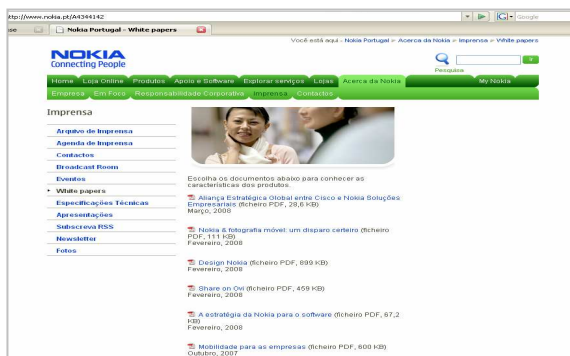 http://www.nokia.pt/A4344142
Google
Nokia Portugal - White papers
Você está aqui - Nokia Portugal > Acerca da Nokia > Imprensa > White papers
NOKIA
Connecting People
Pesquisa
Home Loja Online Produtos Apoio e Software Explorar serviços Lojas Acerca da Nokia My Nokia
Empresa Em Foco Responsabilidade Corporativa Imprensa Contactos
Imprensa
Arquivo de Imprensa
Agenda de Imprensa
Contactos
Broadcast Room
Eventos
White papers
Especificações Técnicas
Apresentações
Subscreva RSS
Newsletter
Fotos
Escolha os documentos abaixo para conhecer as
características dos produtos.
Aliança Estratégica Global entre Cisco e Nokia Soluções
Empresariais (ficheiro PDF, 28,6 KB)
Março, 2008
Nokia & fotografia móvel: um disparo certeiro (ficheiro
PDF, 111 KB)
Fevereiro, 2008
Design Nokia (ficheiro PDF, 899 KB)
Fevereiro, 2008
Share on Ovi (ficheiro PDF, 459 KB)
Fevereiro, 2008
A estratégia da Nokia para o software (ficheiro PDF, 67,2
KB)
Fevereiro, 2008
Mobilidade para as empresas (ficheiro PDF, 600 KB)
Outubro, 2007